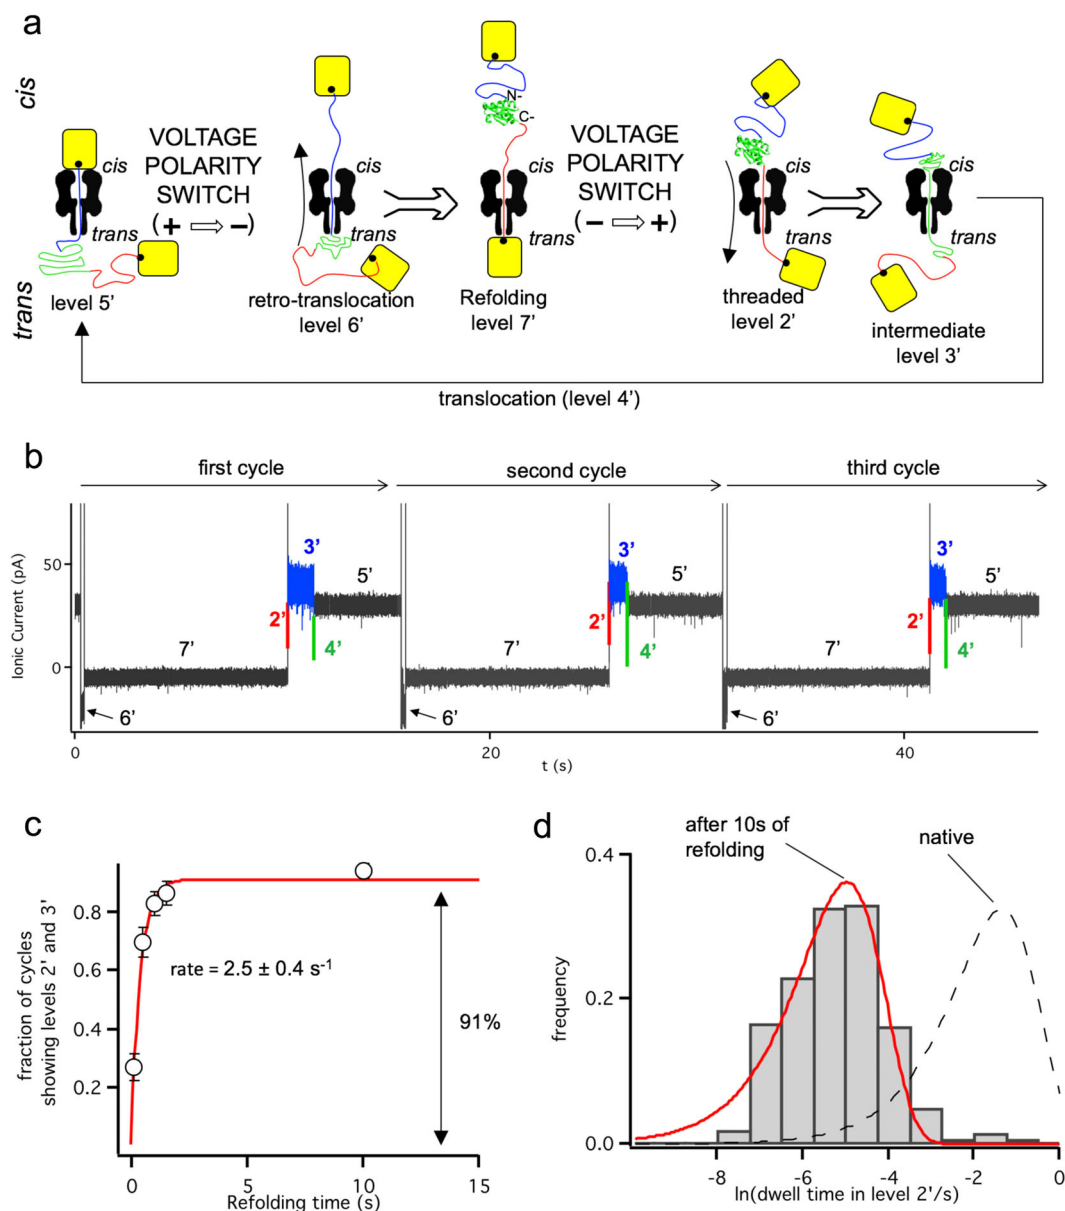 a
cis
trans
cis
trans
level 5’
VOLTAGE
POLARITY
SWITCH
(+ ⇨ −)
trans
retro-translocation
level 6’
N-
C-
cis
trans
Refolding
level 7’
VOLTAGE
POLARITY
SWITCH
(− ⇨ +)
cis
trans
threaded
level 2’
cis
trans
intermediate
level 3’
translocation (level 4’)
b
first cycle
second cycle
third cycle
Ionic Current (pA)
50
0
6’
7’
2’
3’
4’
5’
6’
7’
2’
3’
4’
5’
6’
7’
2’
3’
4’
5’
0
20
40
t (s)
c
fraction of cycles
showing levels 2’ and 3’
0.8
0.6
0.4
0.2
rate = 2.5 ± 0.4 s-1
91%
0
5
10
15
Refolding time (s)
d
after 10s of
refolding
native
frequency
0.4
0.2
0.0
-8
-6
-4
-2
0
ln(dwell time in level 2’/s)